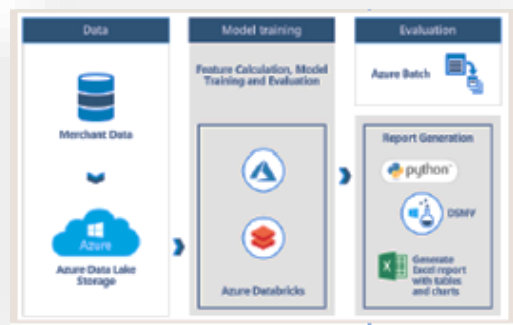 Data
Merchant Data
Azure
Azure Data Lake
Storage
Model training
Feature Calculation, Model
Training and Evaluation
Azure Databricks
Evaluation
Azure Batch
Report Generation
python
DSMV
Generate
Excel report
with tables
and charts